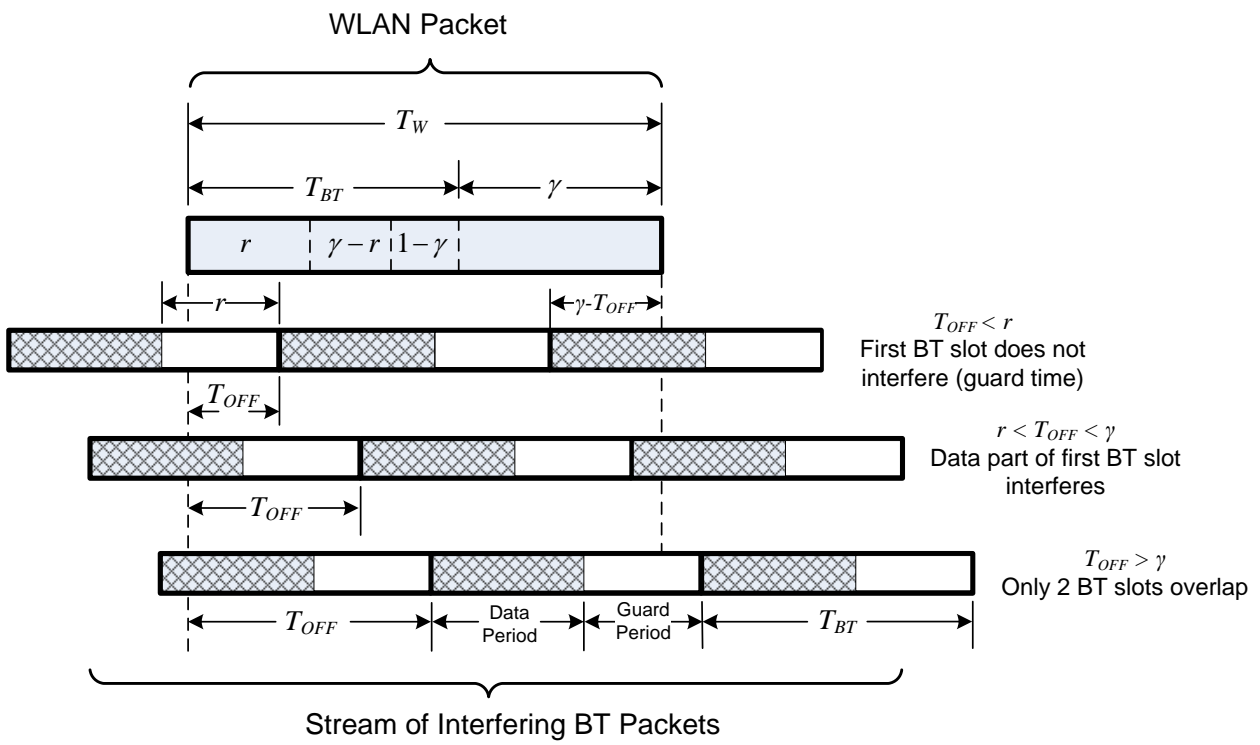 WLAN Packet
T_W
T_BT
γ
r
γ – r
1 – γ
r
γ-T_OFF
T_OFF < r
First BT slot does not
interfere (guard time)
T_OFF
r < T_OFF < γ
Data part of first BT slot
interferes
T_OFF
T_OFF > γ
Only 2 BT slots overlap
T_OFF
Data
Period
Guard
Period
T_BT
Stream of Interfering BT Packets